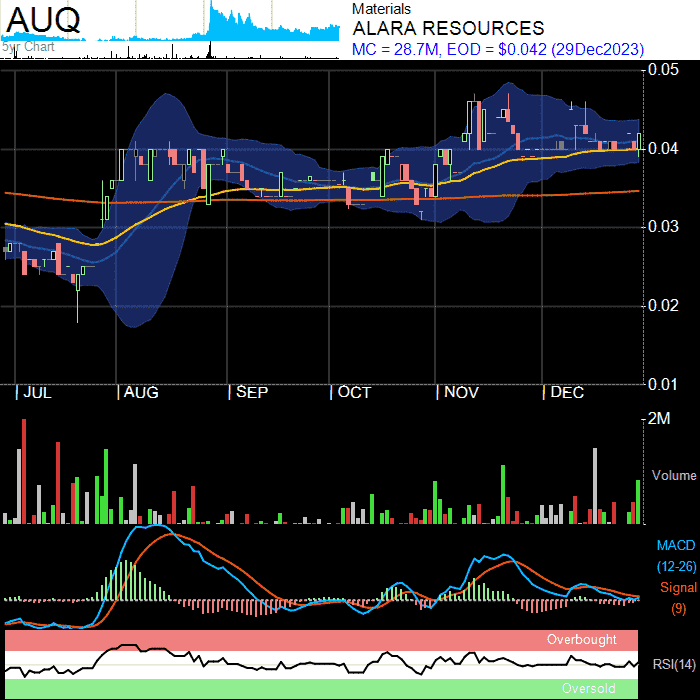 AUQ
5yr Chart
Materials
ALARA RESOURCES
MC = 28.7M, EOD = $0.042 (29Dec2023)
0.05
0.04
0.03
0.02
0.01
JUL AUG SEP OCT NOV DEC
2M
Volume
MACD
(12-26)
Signal
(9)
Overbought
RSI(14)
Oversold